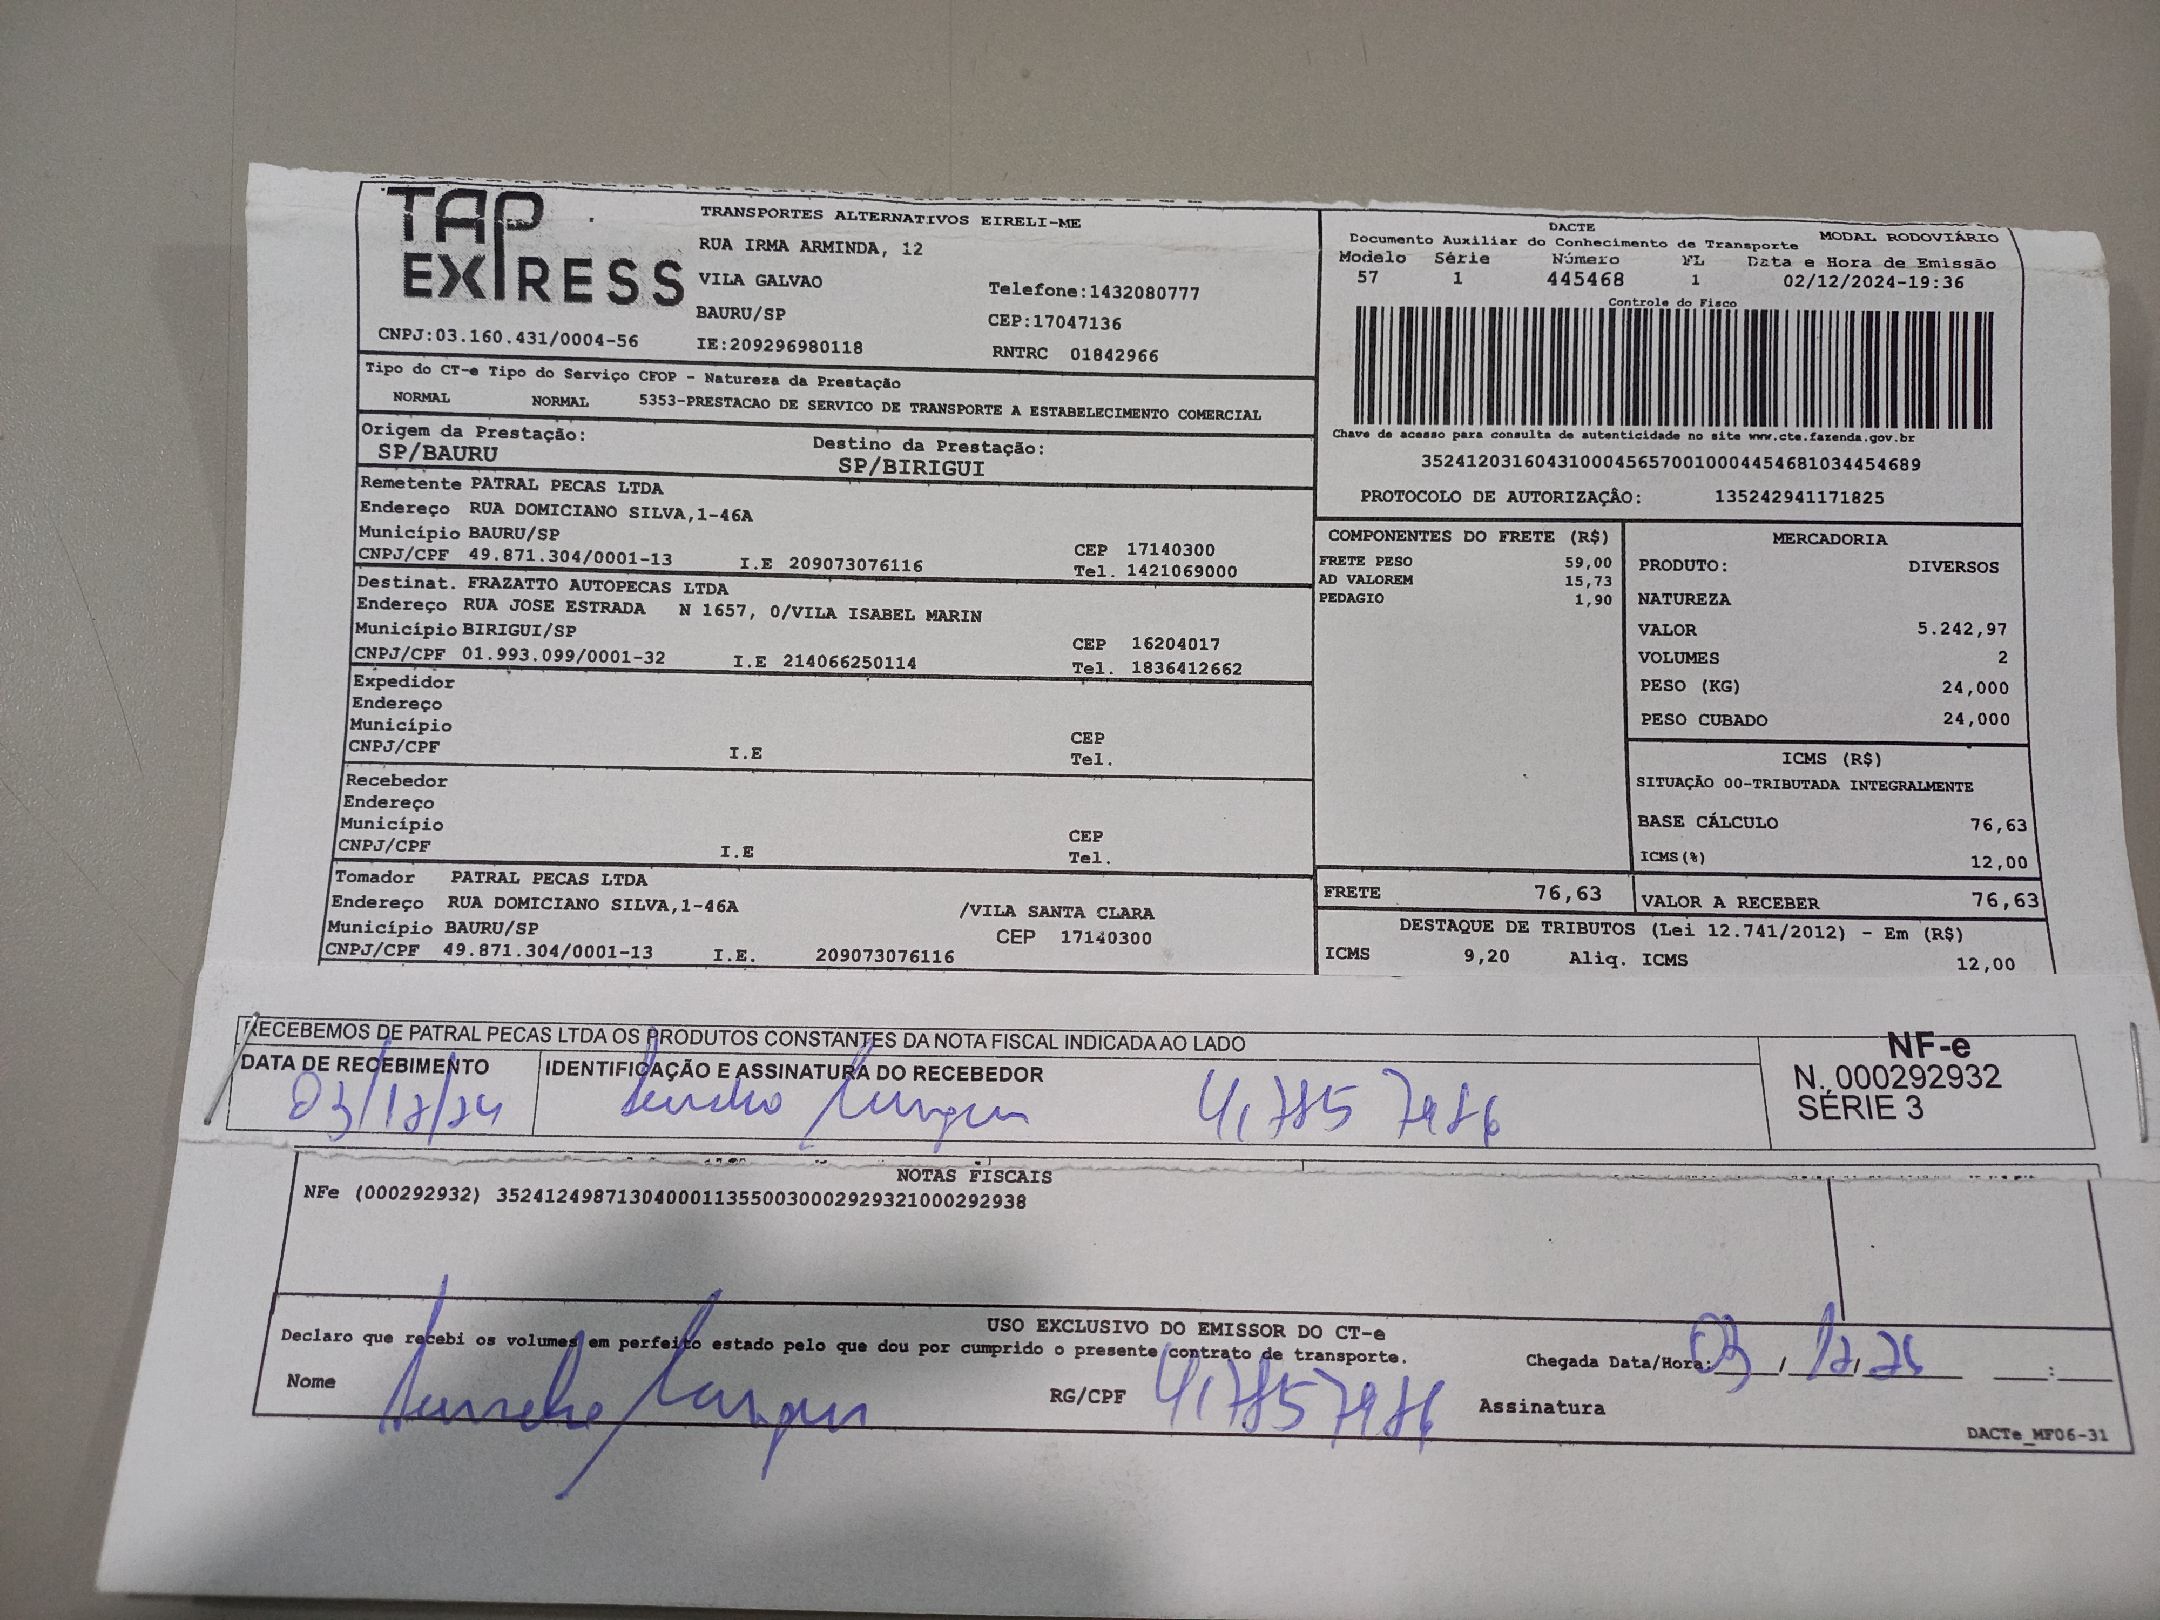 TAP
EXPRESS
CNPJ:03.160.431/0004-56
TRANSPORTES ALTERNATIVOS EIRELI-ME
RUA IRMA ARMINDA, 12
VILA GALVAO
BAURU/SP
IE:209296980118
Telefone:1432080777
CEP:17047136
RNTRC 01842966
DACTE
Documento Auxiliar do Conhecimento de Transporte
MODAL RODOVIÁRIO
Modelo Série Número FL Data e Hora de Emissão
57 1 445468 1 02/12/2024-19:36
Controle do Fisco
Chave de acesso para consulta de autenticidade no site www.cte.fazenda.gov.br
35241203160431000456570010004454681034454689
PROTOCOLO DE AUTORIZAÇÂO: 135242941171825
Tipo do CT-e Tipo do Serviço CFOP - Natureza da Prestação
NORMAL NORMAL 5353-PRESTACAO DE SERVICO DE TRANSPORTE A ESTABELECIMENTO COMERCIAL
Origem da Prestação: Destino da Prestação:
SP/BAURU SP/BIRIGUI
Remetente PATRAL PECAS LTDA
Endereço RUA DOMICIANO SILVA,1-46A
Município BAURU/SP CEP 17140300
CNPJ/CPF 49.871.304/0001-13 I.E 209073076116 Tel. 1421069000
Destinat. FRAZATTO AUTOPECAS LTDA
Endereço RUA JOSE ESTRADA N 1657, 0/VILA ISABEL MARIN
Município BIRIGUI/SP CEP 16204017
CNPJ/CPF 01.993.099/0001-32 I.E 214066250114 Tel. 1836412662
Expedidor
Endereço
Município CEP
CNPJ/CPF I.E Tel.
Recebedor
Endereço
Município CEP
CNPJ/CPF I.E Tel.
Tomador PATRAL PECAS LTDA
Endereço RUA DOMICIANO SILVA,1-46A /VILA SANTA CLARA
Município BAURU/SP CEP 17140300
CNPJ/CPF 49.871.304/0001-13 I.E. 209073076116
COMPONENTES DO FRETE (R$)
FRETE PESO 59,00
AD VALOREM 15,73
PEDAGIO 1,90
MERCADORIA
PRODUTO: DIVERSOS
NATUREZA
VALOR 5.242,97
VOLUMES 2
PESO (KG) 24,000
PESO CUBADO 24,000
ICMS (R$)
SITUAÇÃO 00-TRIBUTADA INTEGRALMENTE
BASE CÁLCULO 76,63
ICMS(%) 12,00
FRETE 76,63 VALOR A RECEBER 76,63
DESTAQUE DE TRIBUTOS (Lei 12.741/2012) - Em (R$)
ICMS 9,20 Aliq. ICMS 12,00
RECEBEMOS DE PATRAL PECAS LTDA OS PRODUTOS CONSTANTES DA NOTA FISCAL INDICADA AO LADO
DATA DE RECEBIMENTO IDENTIFICAÇÃO E ASSINATURA DO RECEBEDOR
03/12/24
NF-e
N. 000292932
SÉRIE 3
NOTAS FISCAIS
NFe (000292932) 35241249871304000113550030002929321000292938
USO EXCLUSIVO DO EMISSOR DO CT-e
Declaro que recebi os volumes em perfeito estado pelo que dou por cumprido o presente contrato de transporte.
Chegada Data/Hora: 03 / 12 / 24 :
Nome RG/CPF Assinatura
DACTe_MF06-31